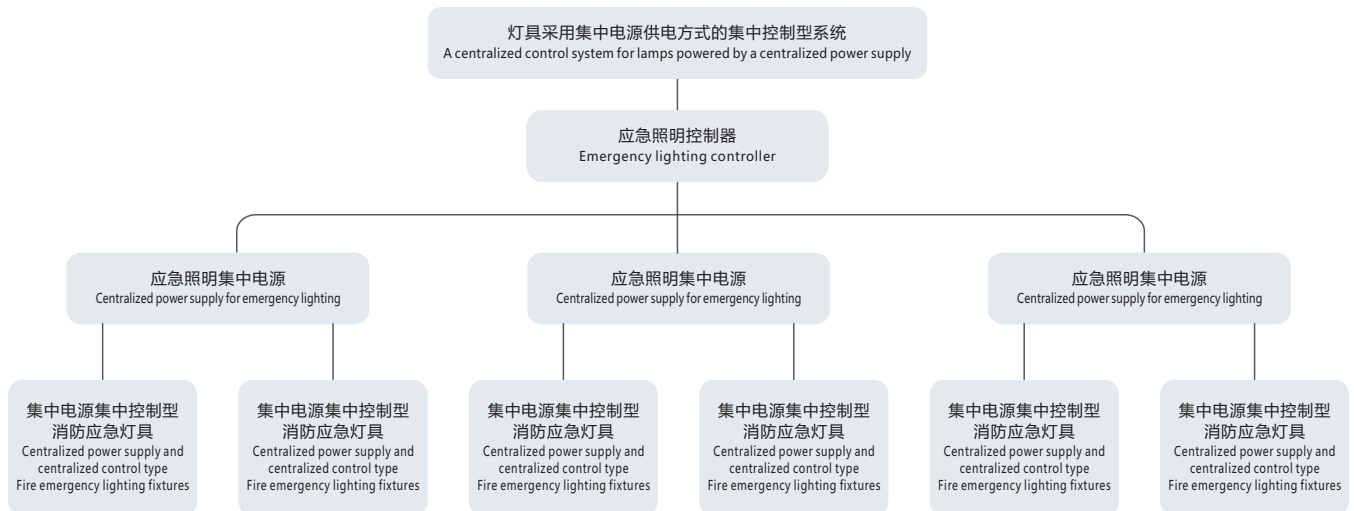 灯具采用集中电源供电方式的集中控制型系统
A centralized control system for lamps powered by a centralized power supply
应急照明控制器
Emergency lighting controller
应急照明集中电源
Centralized power supply for emergency lighting
应急照明集中电源
Centralized power supply for emergency lighting
应急照明集中电源
Centralized power supply for emergency lighting
集中电源集中控制型
消防应急灯具
Centralized power supply and
centralized control type
Fire emergency lighting fixtures
集中电源集中控制型
消防应急灯具
Centralized power supply and
centralized control type
Fire emergency lighting fixtures
集中电源集中控制型
消防应急灯具
Centralized power supply and
centralized control type
Fire emergency lighting fixtures
集中电源集中控制型
消防应急灯具
Centralized power supply and
centralized control type
Fire emergency lighting fixtures
集中电源集中控制型
消防应急灯具
Centralized power supply and
centralized control type
Fire emergency lighting fixtures
集中电源集中控制型
消防应急灯具
Centralized power supply and
centralized control type
Fire emergency lighting fixtures